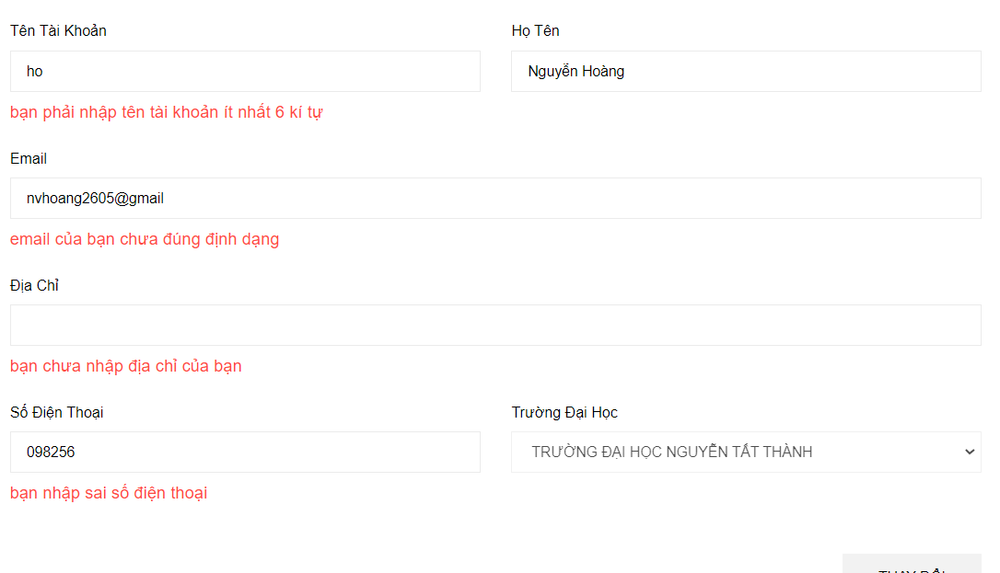 Tên Tài Khoản
Họ Tên
ho
Nguyễn Hoàng
bạn phải nhập tên tài khoản ít nhất 6 kí tự
Email
nvhoang2605@gmail
email của bạn chưa đúng định dạng
Địa Chỉ
bạn chưa nhập địa chỉ của bạn
Số Điện Thoại
Trường Đại Học
098256
TRƯỜNG ĐẠI HỌC NGUYỄN TẤT THÀNH
bạn nhập sai số điện thoại